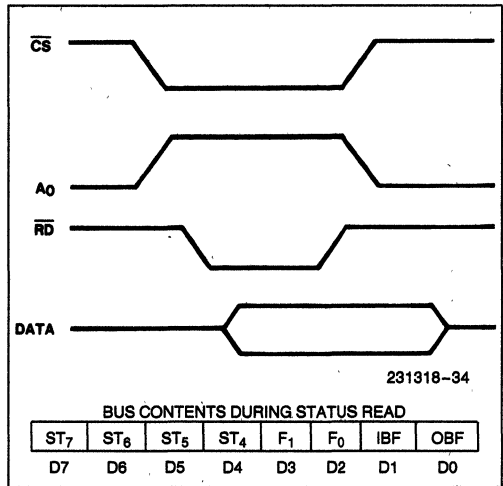 CS
A0
RD
DATA
231318-34
BUS CONTENTS DURING STATUS READ
ST7 ST6 ST5 ST4 F1 F0 IBF OBF
D7 D6 D5 D4 D3 D2 D1 D0